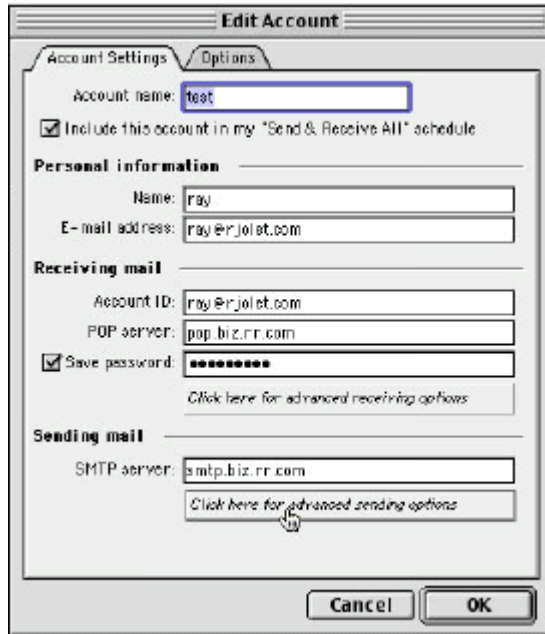 Edit Account
Account Settings
Options
Account name: test
Include this account in my "Send & Receive All" schedule
Personal information
Name: ray
E-mail address: ray@rjolet.com
Receiving mail
Account ID: ray@rjolet.com
POP server: pop.biz.rr.com
Save password: •••••••••
Click here for advanced receiving options
Sending mail
SMTP server: smtp.biz.rr.com
Click here for advanced sending options
Cancel
OK